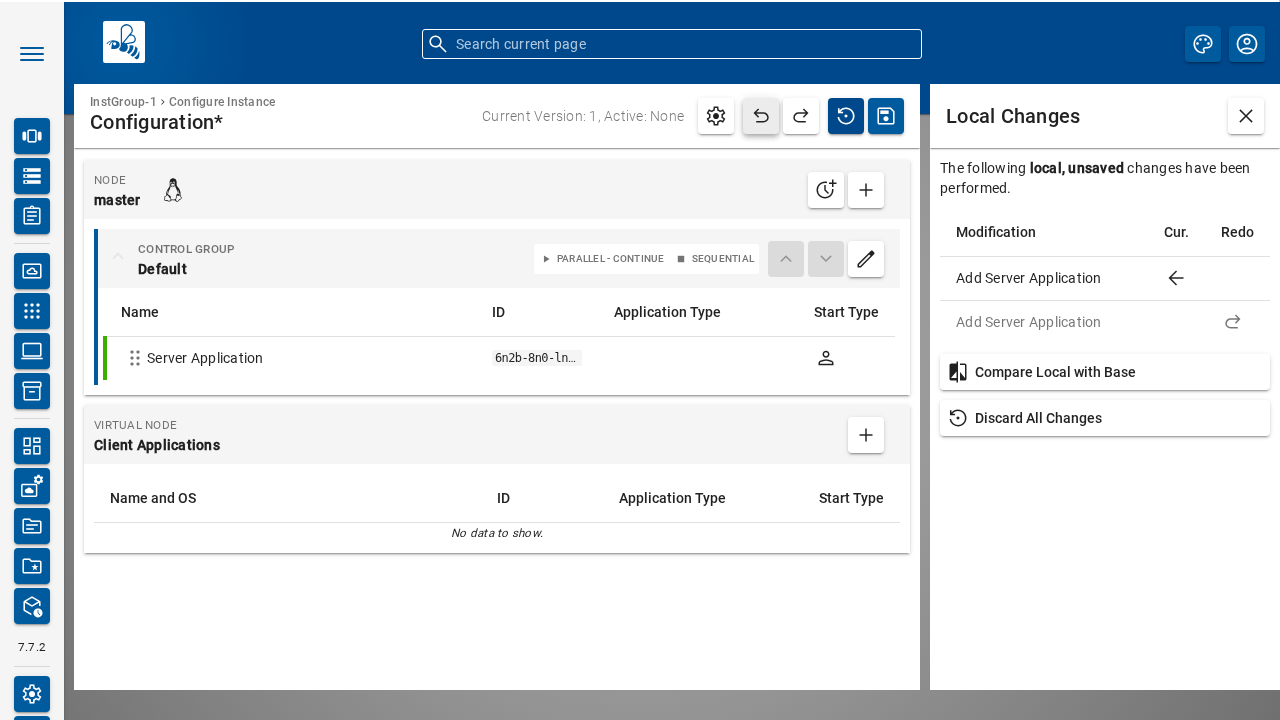 Search current page
InstGroup-1 › Configure Instance
Configuration*
Current Version: 1, Active: None
NODE
master
CONTROL GROUP
Default
PARALLEL - CONTINUE
SEQUENTIAL
Name
ID
Application Type
Start Type
Server Application
6n2b-8n0-ln…
VIRTUAL NODE
Client Applications
Name and OS
ID
Application Type
Start Type
No data to show.
7.7.2
Local Changes
The following local, unsaved changes have been
performed.
Modification
Cur.
Redo
Add Server Application
Add Server Application
Compare Local with Base
Discard All Changes